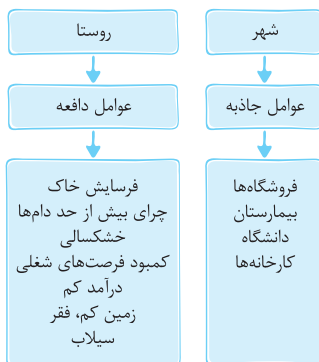 شهر
عوامل جاذبه
فروشگاه‌ها
بیمارستان
دانشگاه
کارخانه‌ها
روستا
عوامل دافعه
فرسایش خاک
چرای بیش از حد دام‌ها
خشکسالی
کمبود فرصت‌های شغلی
درآمد کم
زمین کم، فقر
سیلاب